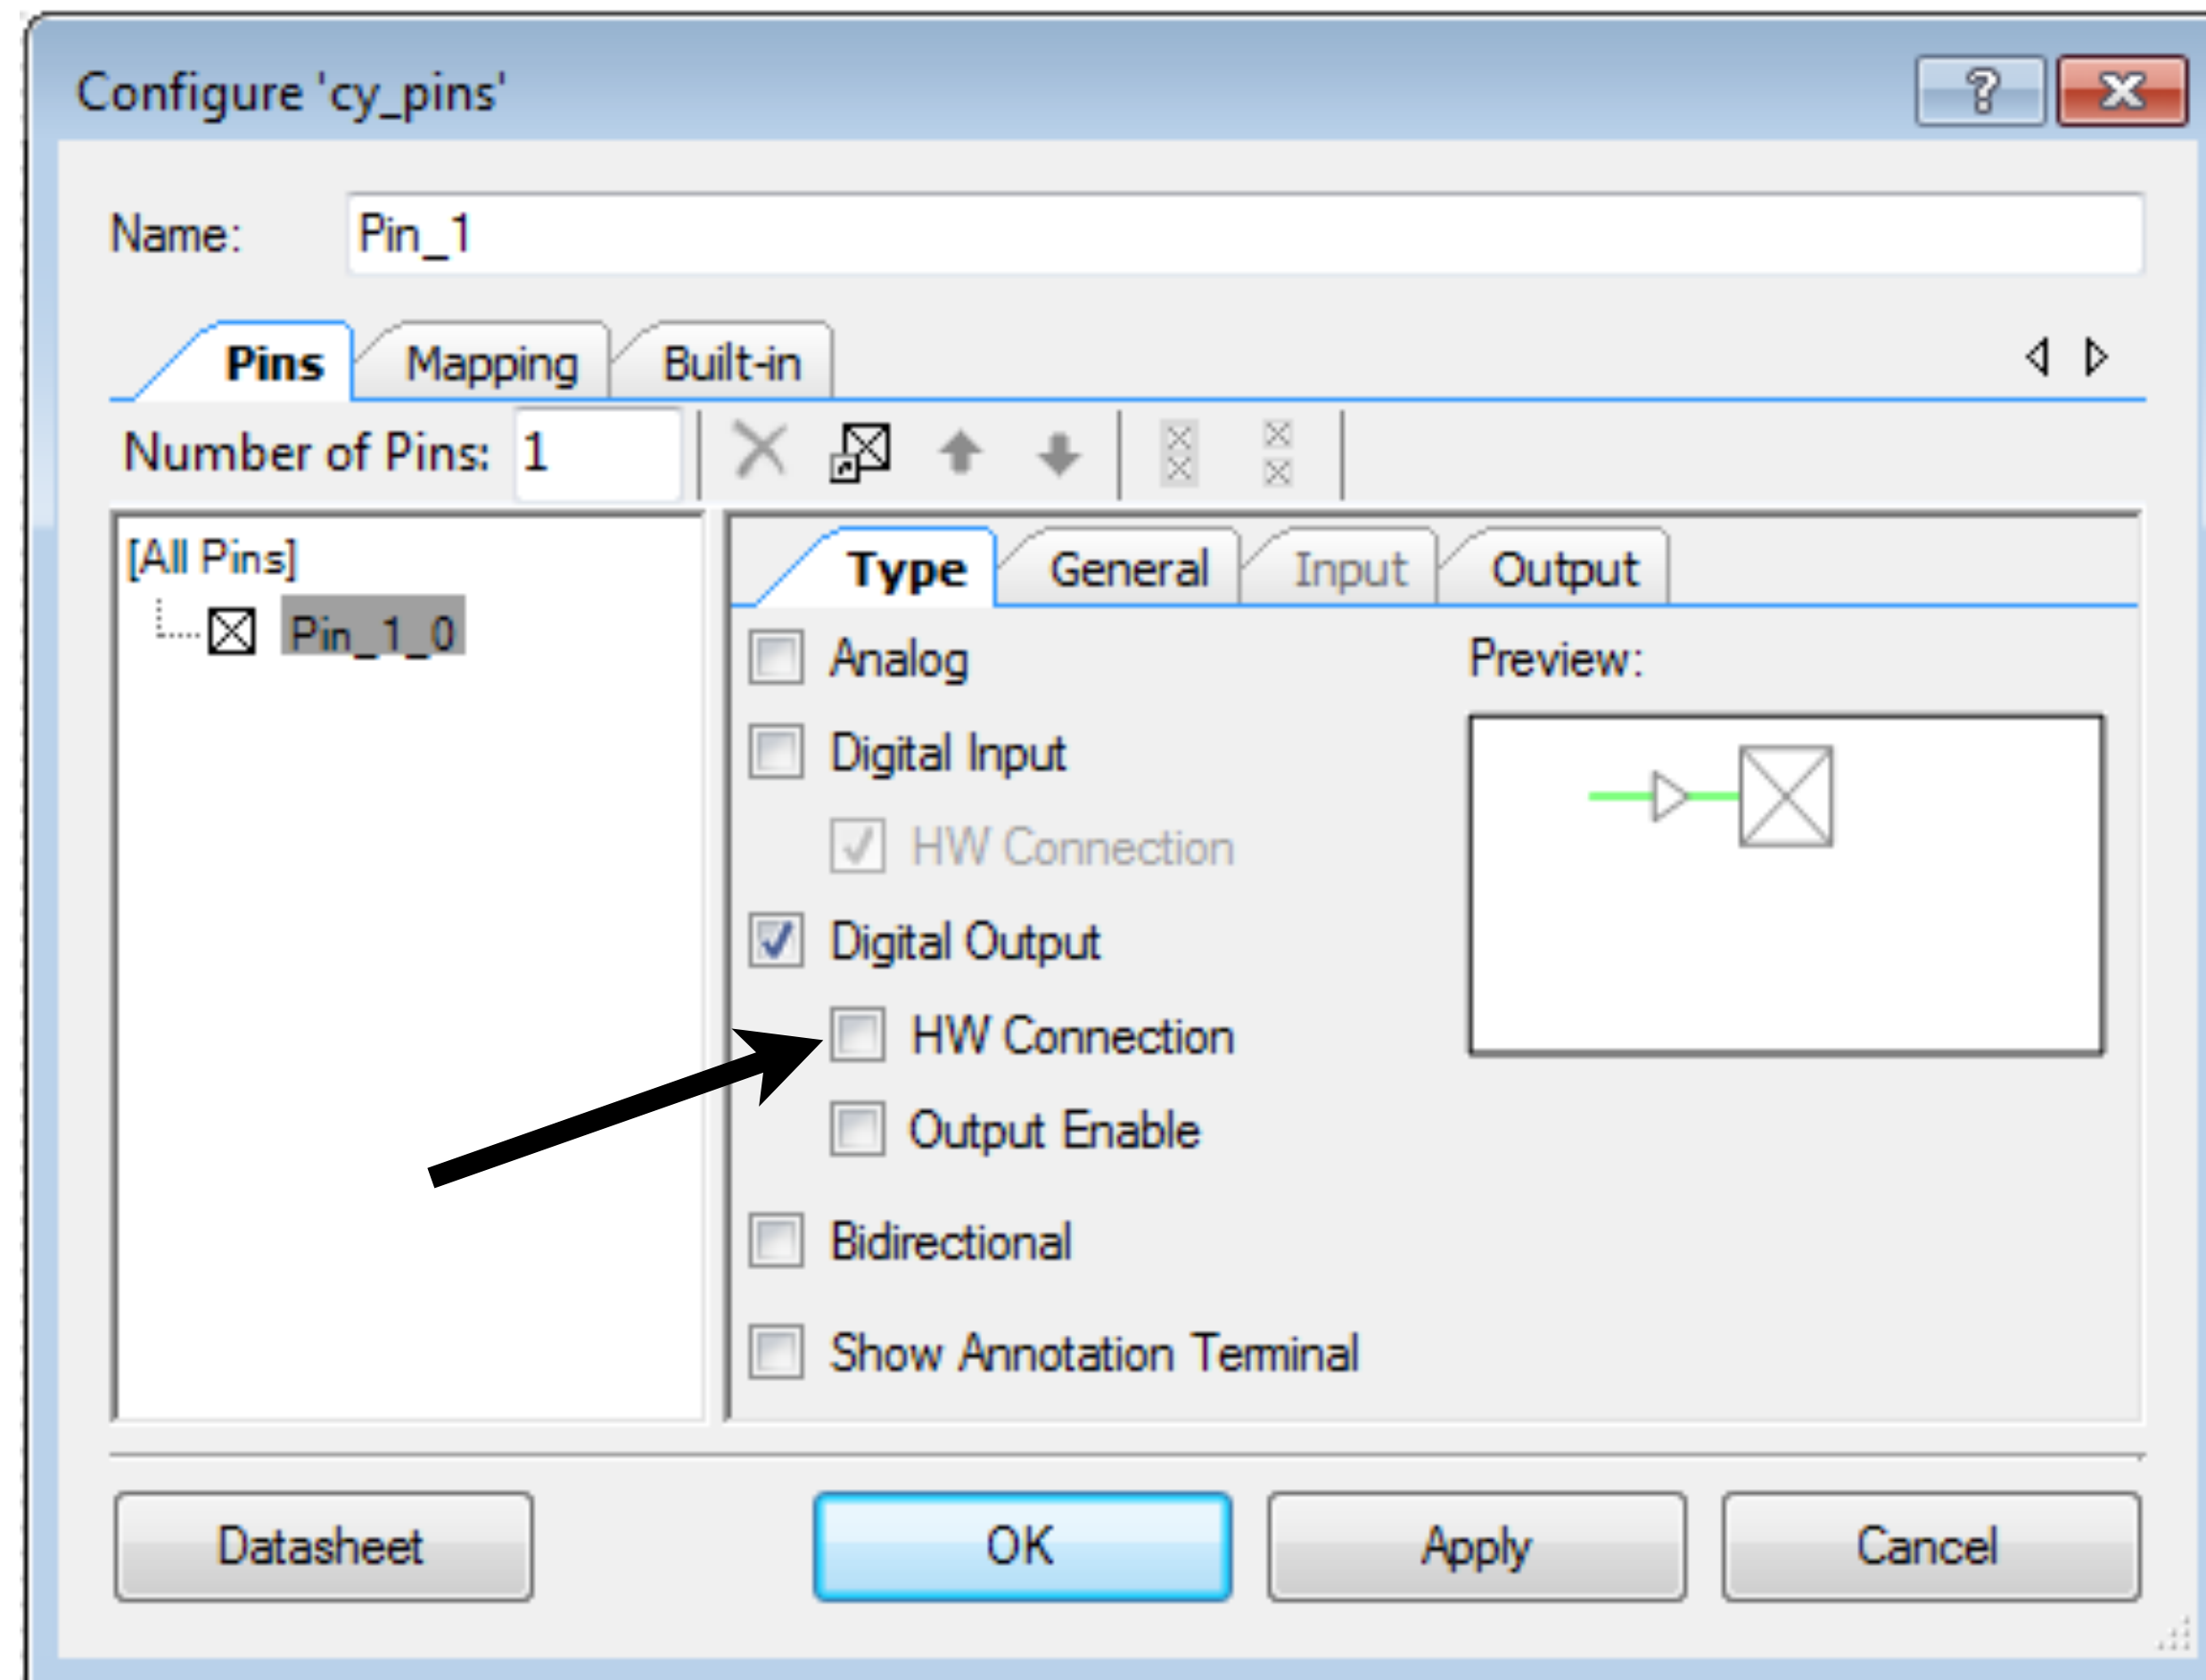 Configure 'cy_pins'
Name: Pin_1
Pins Mapping Built-in
Number of Pins: 1
[All Pins]
Pin_1_0
Type General Input Output
Analog
Preview:
Digital Input
HW Connection
Digital Output
HW Connection
Output Enable
Bidirectional
Show Annotation Terminal
Datasheet OK Apply Cancel